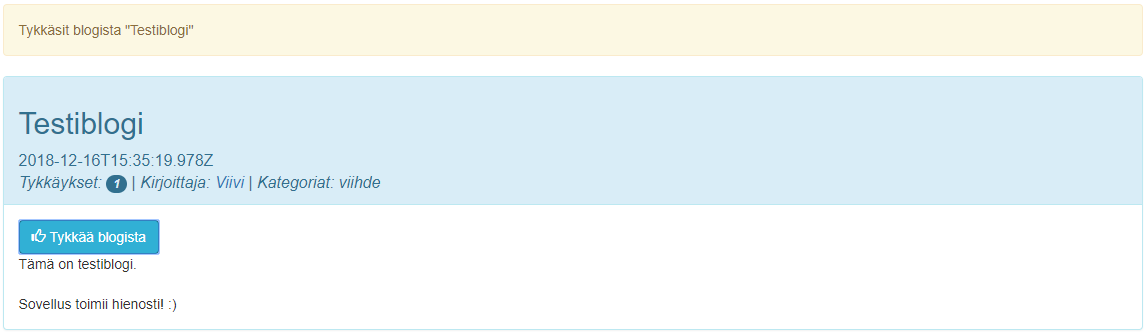 Tykkäsit blogista "Testiblogi"
Testiblogi
2018-12-16T15:35:19.978Z
Tykkäykset: 1 | Kirjoittaja: Viivi | Kategoriat: viihde
Tykkää blogista
Tämä on testiblogi.
Sovellus toimii hienosti! :)